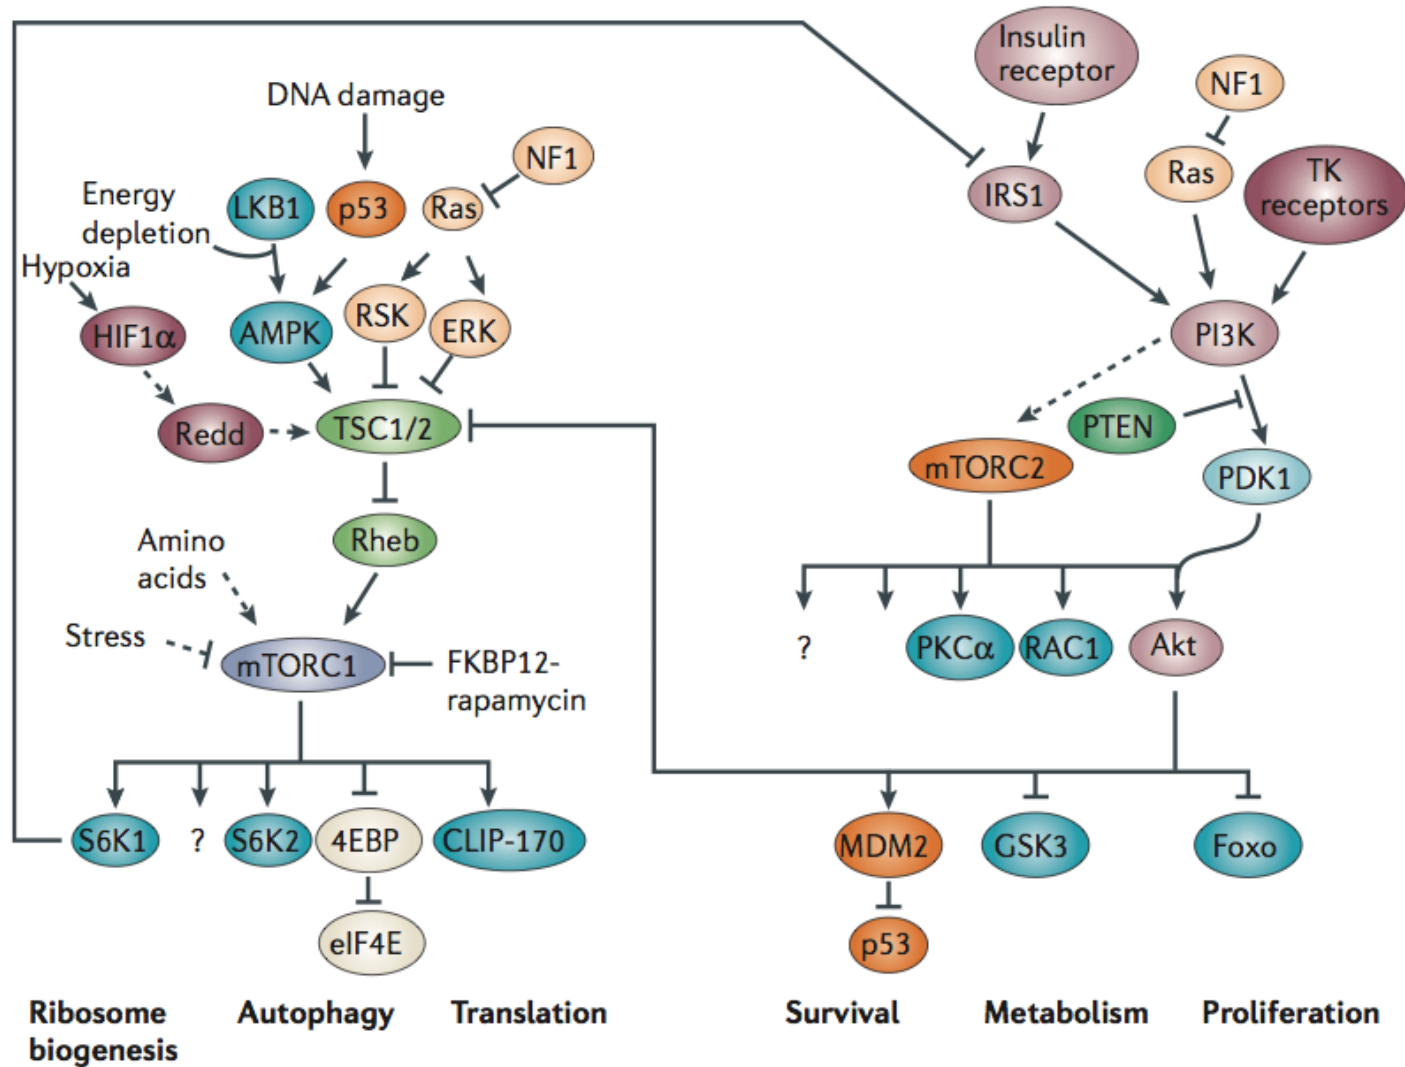 Insulin
receptor
NF1
DNA damage
NF1
Ras
TK
receptors
IRS1
Energy
depletion
LKB1
p53
Ras
Hypoxia
HIF1α
AMPK
RSK
ERK
PI3K
Redd
TSC1/2
PTEN
mTORC2
PDK1
Amino
acids
Rheb
Stress
mTORC1
FKBP12-
rapamycin
?
PKCα
RAC1
Akt
S6K1
?
S6K2
4EBP
CLIP-170
MDM2
GSK3
Foxo
eIF4E
p53
Ribosome
biogenesis
Autophagy
Translation
Survival
Metabolism
Proliferation